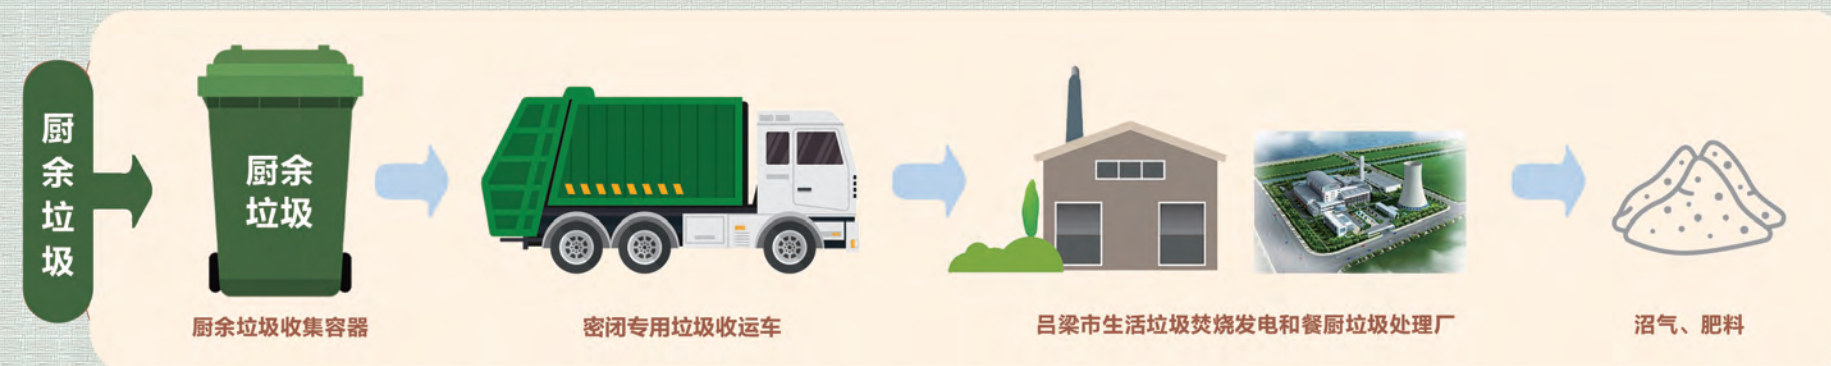 厨余垃圾
厨余
垃圾
厨余垃圾收集容器
密闭专用垃圾收运车
吕梁市生活垃圾焚烧发电和餐厨垃圾处理厂
沼气、肥料